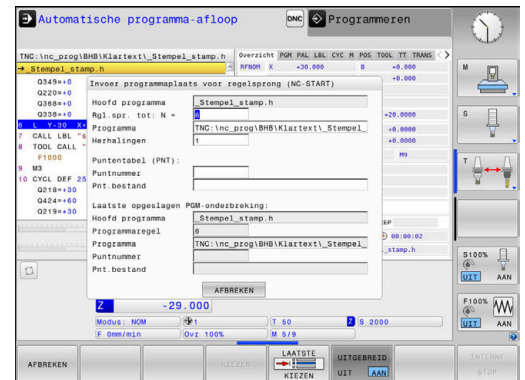 Automatische programma-afloop
DNC
Programmeren
TNC:\nc_prog\BHB\Klartext\_Stempel_stamp.h
→_Stempel_stamp.h
Overzicht PGM PAL LBL CYC M POS TOOL TT TRANS
RFNOM X +30.000 B +0.000
+0.000
Q349=+0
Q220=+0
Q368=+0
Q338=+0
L Y-30 X+
7 CALL LBL "6
8 TOOL CALL "
F1000
9 M3
10 CYCL DEF 25
Q218=+30
Q424=+60
Q219=+30
Invoer programmaplaats voor regelsprong (NC-START)
Hoofd programma _Stempel_stamp.h
Rgl.spr. tot: N = 6
Programma TNC:\nc_prog\BHB\Klartext\_Stempel_
Herhalingen 1
Puntentabel (PNT):
Puntnummer
Pnt.bestand
Laatste opgeslagen PGM-onderbreking:
Hoofd programma _Stempel_stamp.h
Programmaregel 6
Programma TNC:\nc_prog\BHB\Klartext\_Stempel_
Puntnummer
Pnt.bestand
AFBREKEN
+20.0000
+0.0000
+0.0000
M9
EP
00:00:02
_stamp.h
Z -29.000
Modus: NOM 1 T 50 Z S 2000
F 0mm/min Ovr 100% M 5/9
M
S
T
S100%
UIT AAN
F100%
UIT AAN
AFBREKEN
KIEZEN
LAATSTE
KIEZEN
UITGEBREID
UIT AAN
INTERNE
STOP